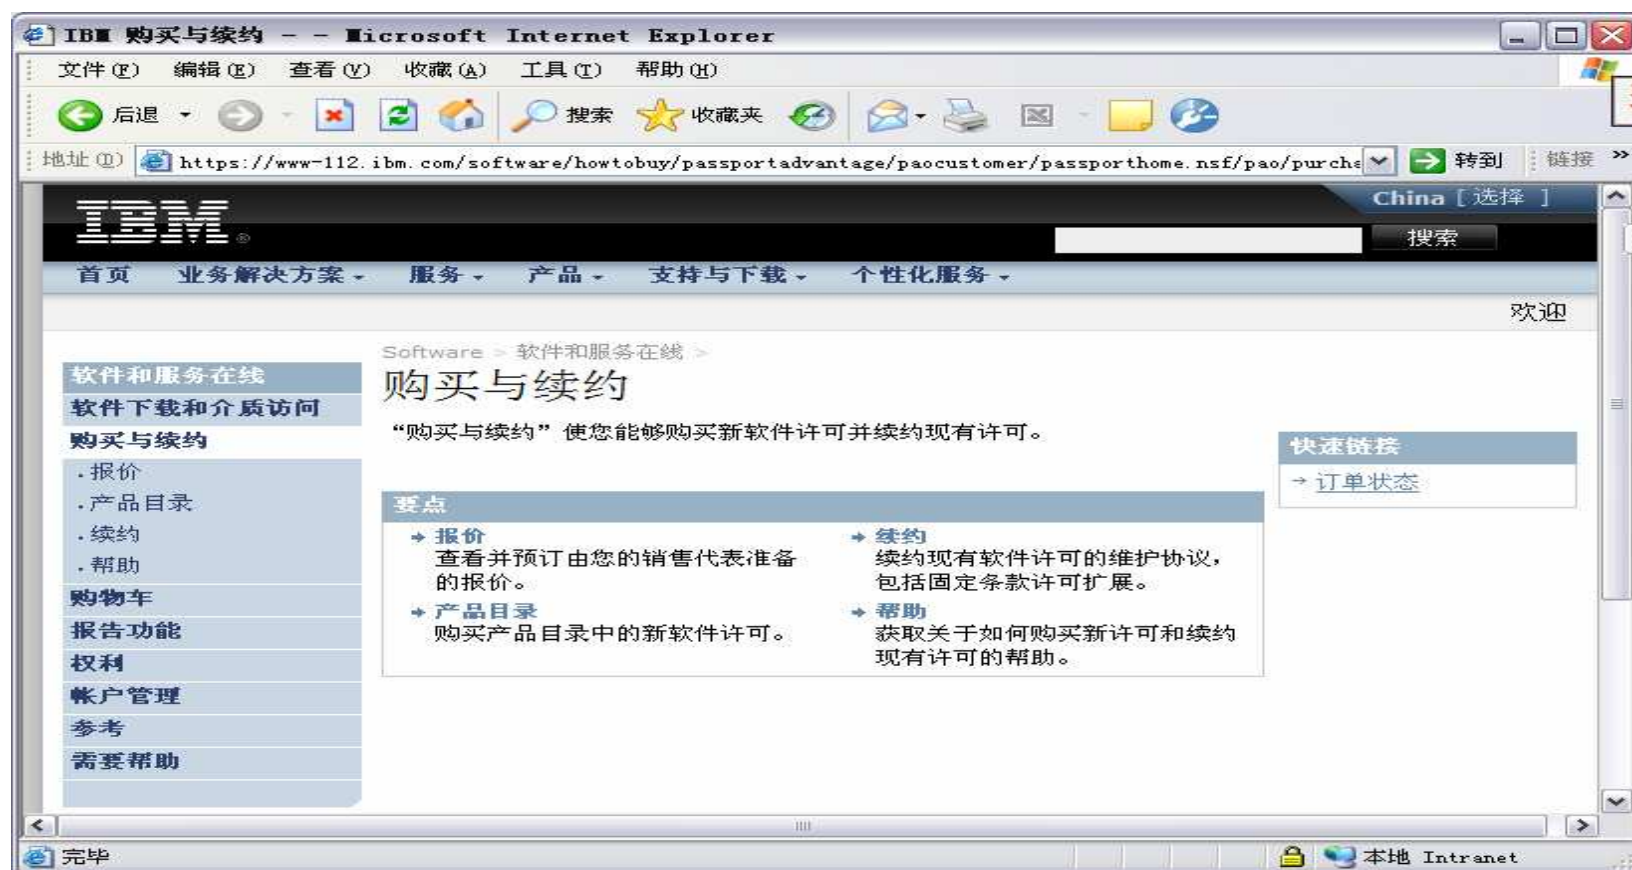 IBM 购买与续约 - - Microsoft Internet Explorer
文件(F) 编辑(E) 查看(V) 收藏(A) 工具(T) 帮助(H)
后退 搜索 收藏夹
地址(D) https://www-112.ibm.com/software/howtobuy/passportadvantage/paocustomer/passporthome.nsf/pao/purcha 转到 链接 »
China [ 选择 ]
IBM ®
搜索
首页 业务解决方案 服务 产品 支持与下载 个性化服务
欢迎
Software > 软件和服务在线 >
购买与续约
“购买与续约”使您能够购买新软件许可并续约现有许可。
软件和服务在线
软件下载和介质访问
购买与续约
. 报价
. 产品目录
. 续约
. 帮助
购物车
报告功能
权利
帐户管理
参考
需要帮助
要点
→ 报价
查看并预订由您的销售代表准备
的报价。
→ 产品目录
购买产品目录中的新软件许可。
→ 续约
续约现有软件许可的维护协议，
包括固定条款许可扩展。
→ 帮助
获取关于如何购买新许可和续约
现有许可的帮助。
快速链接
→ 订单状态
完毕
本地 Intranet